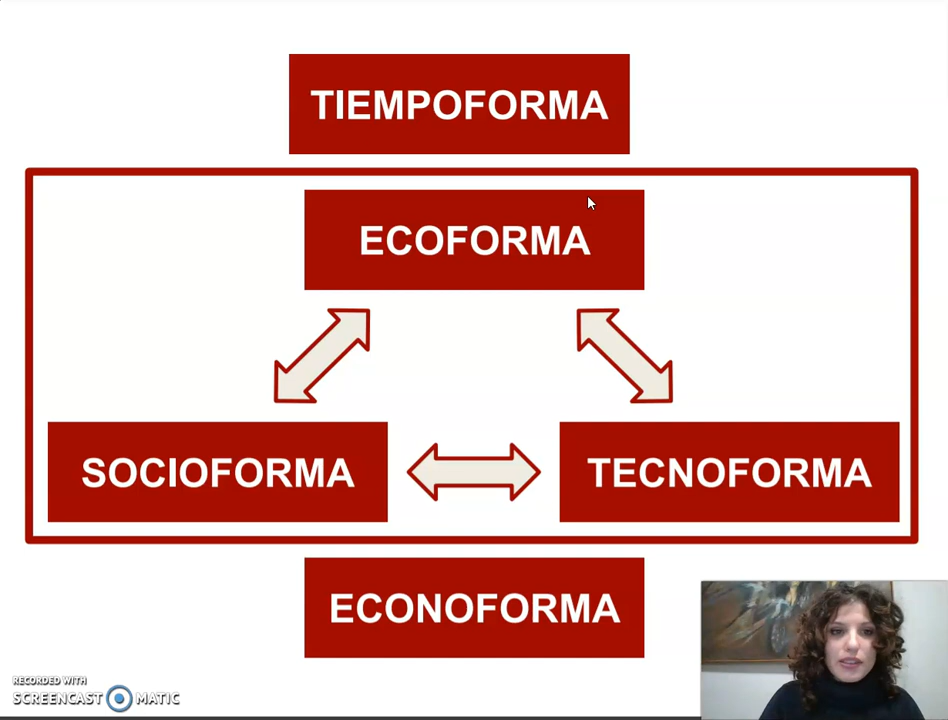 TIEMPOFORMA
ECOFORMA
SOCIOFORMA
TECNOFORMA
ECONOFORMA
RECORDED WITH
SCREENCAST MATIC